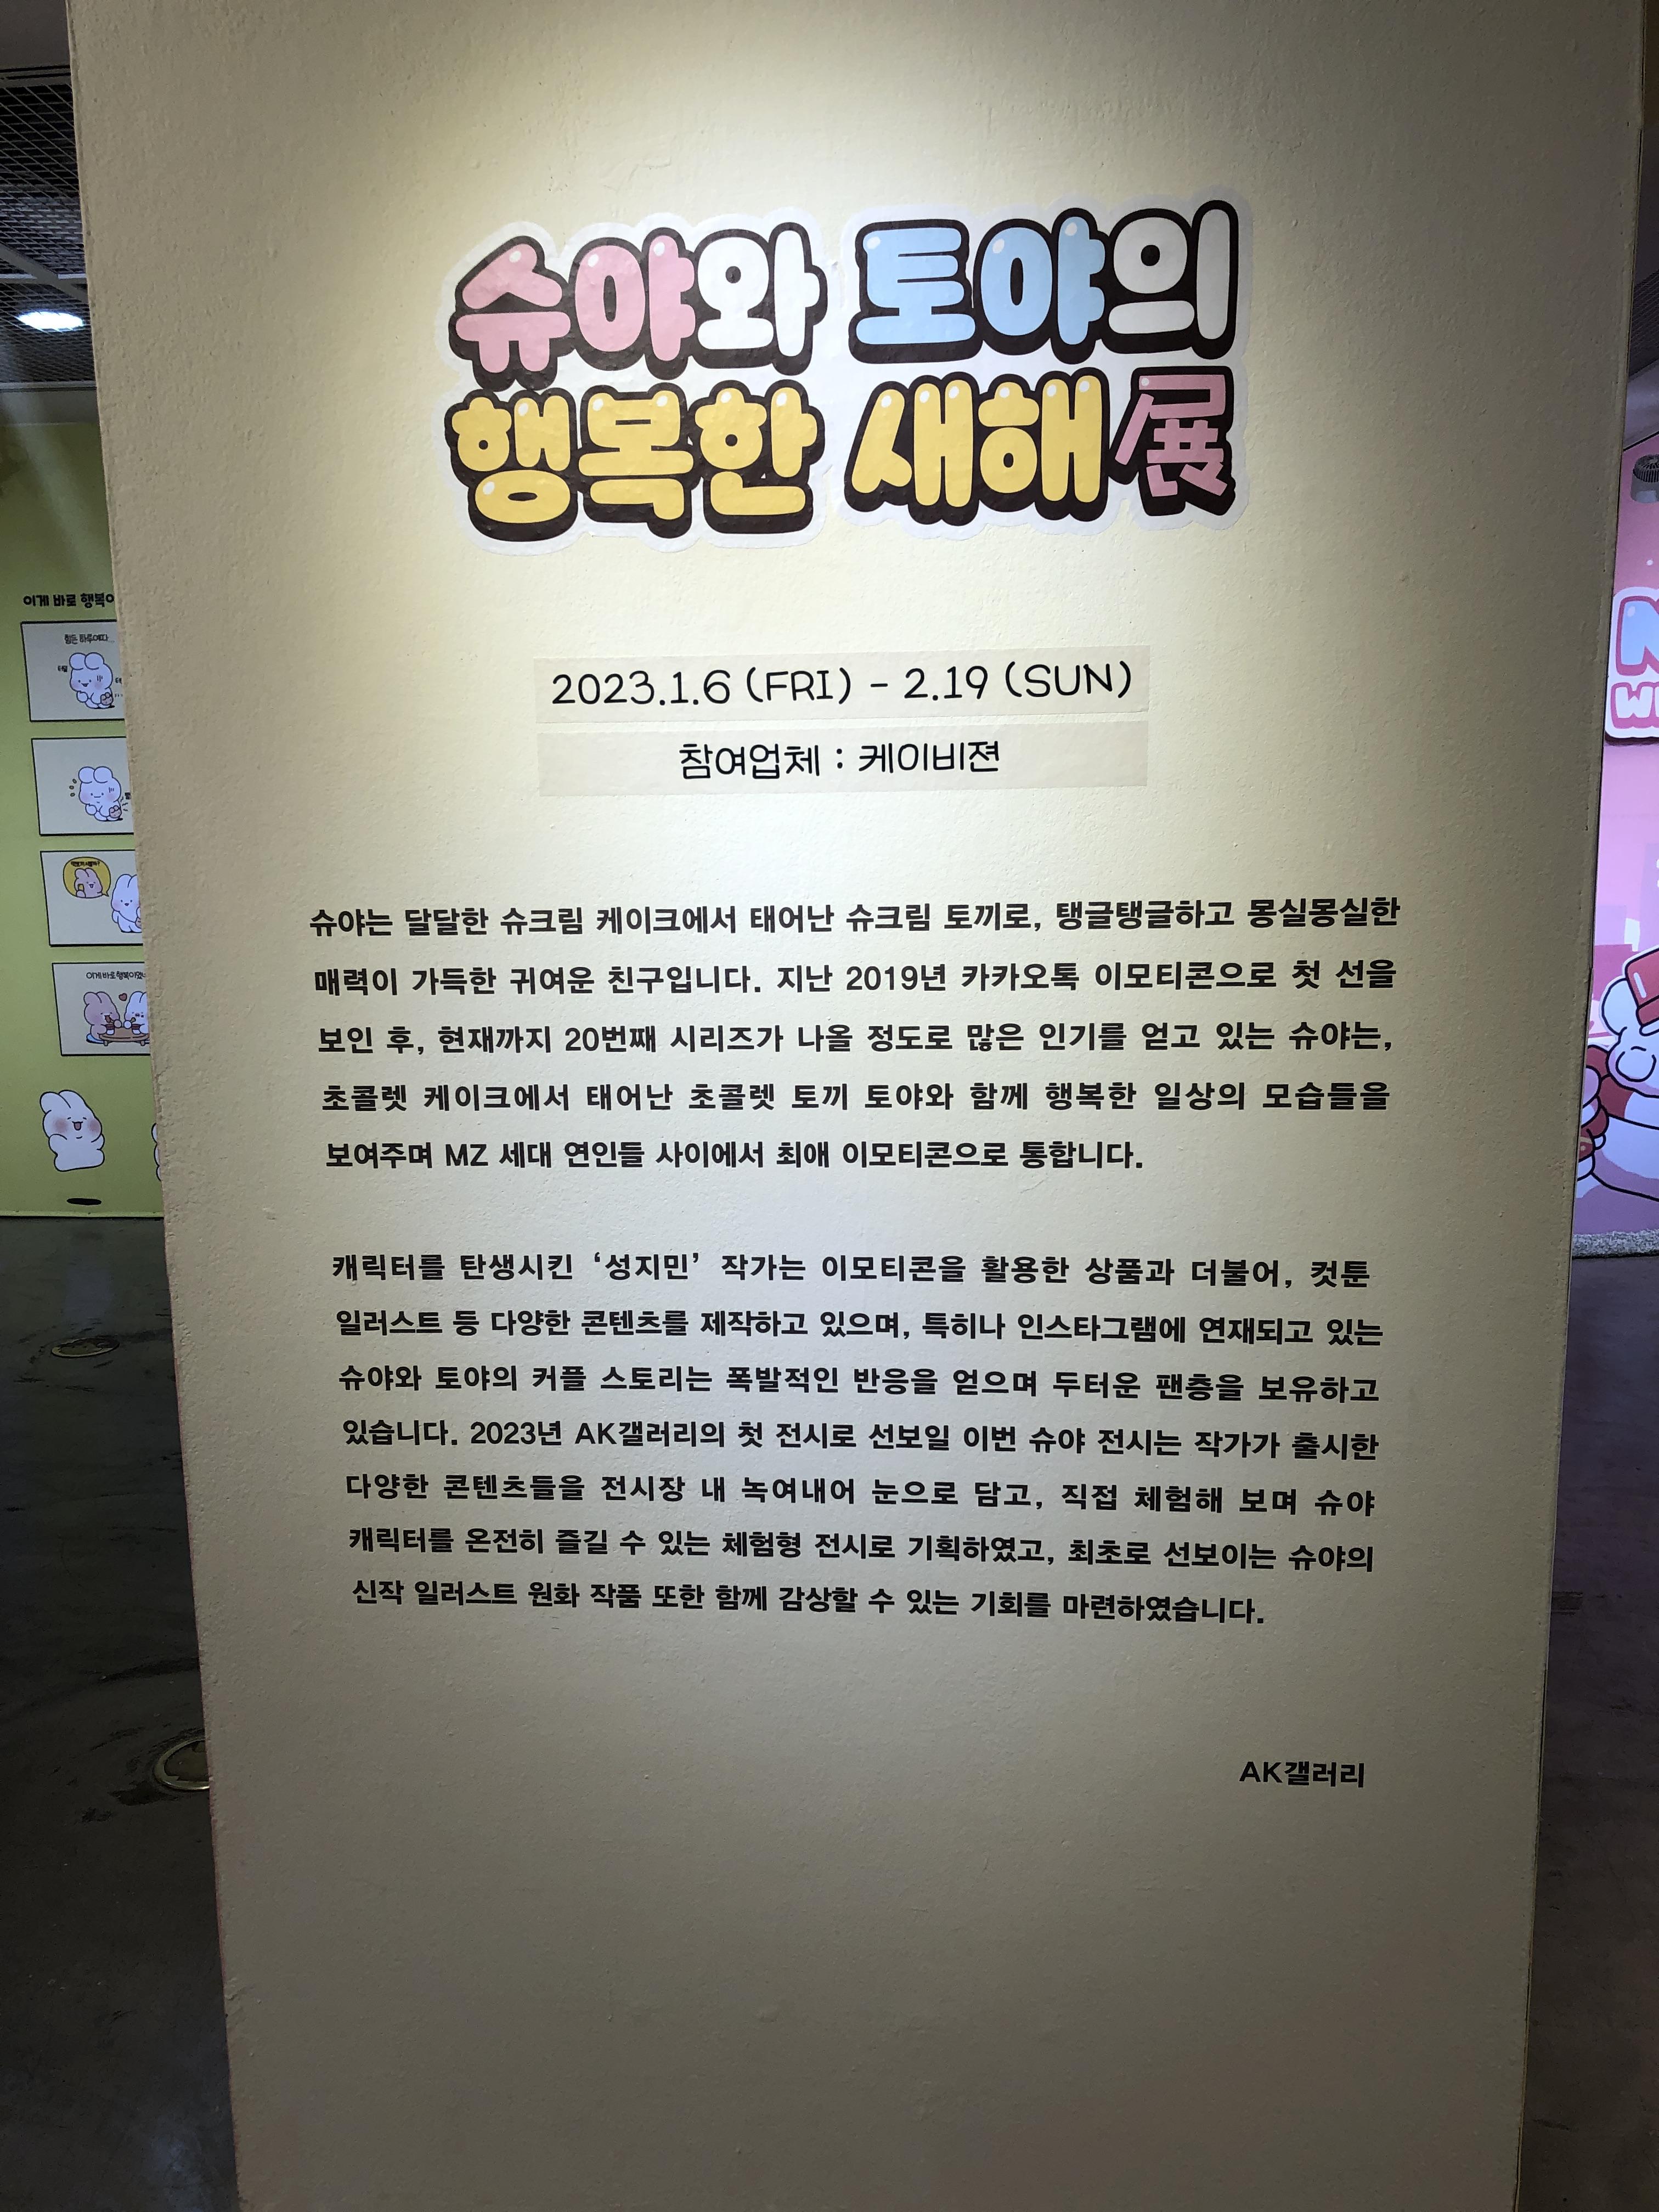 슈야와 토야의
행복한 새해展
2023.1.6 (FRI) - 2.19 (SUN)
참여업체 : 케이비젼
슈야는 달달한 슈크림 케이크에서 태어난 슈크림 토끼로, 탱글탱글하고 몽실몽실한
매력이 가득한 귀여운 친구입니다. 지난 2019년 카카오톡 이모티콘으로 첫 선을
보인 후, 현재까지 20번째 시리즈가 나올 정도로 많은 인기를 얻고 있는 슈야는,
초콜렛 케이크에서 태어난 초콜렛 토끼 토야와 함께 행복한 일상의 모습들을
보여주며 MZ 세대 연인들 사이에서 최애 이모티콘으로 통합니다.
캐릭터를 탄생시킨 ‘성지민’ 작가는 이모티콘을 활용한 상품과 더불어, 컷툰
일러스트 등 다양한 콘텐츠를 제작하고 있으며, 특히나 인스타그램에 연재되고 있는
슈야와 토야의 커플 스토리는 폭발적인 반응을 얻으며 두터운 팬층을 보유하고
있습니다. 2023년 AK갤러리의 첫 전시로 선보일 이번 슈야 전시는 작가가 출시한
다양한 콘텐츠들을 전시장 내 녹여내어 눈으로 담고, 직접 체험해 보며 슈야
캐릭터를 온전히 즐길 수 있는 체험형 전시로 기획하였고, 최초로 선보이는 슈야의
신작 일러스트 원화 작품 또한 함께 감상할 수 있는 기회를 마련하였습니다.
AK갤러리
이게 바로 행복이
힘든 하루였다...